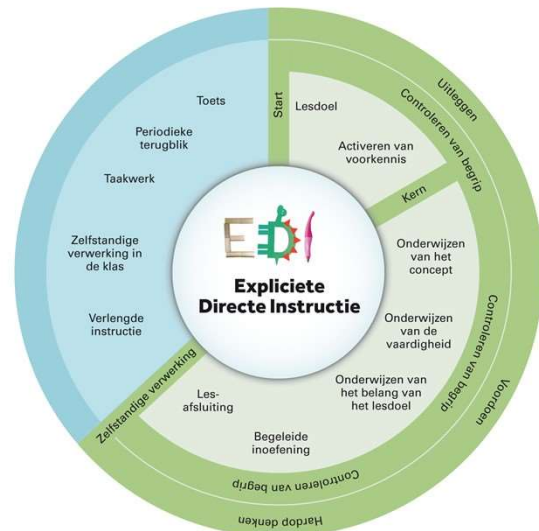 EDI
Expliciete
Directe Instructie
Start
Lesdoel
Activeren van
voorkennis
Kern
Onderwijzen
van het
concept
Onderwijzen
van de
vaardigheid
Onderwijzen van
het belang van
het lesdoel
Begeleide
inoefening
Les-
afsluiting
Zelfstandige verwerking
Verlengde
instructie
Zelfstandige
verwerking in
de klas
Taakwerk
Periodieke
terugblik
Toets
Controleren van begrip
Controleren van begrip
Controleren van begrip
Uitleggen
Voordoen
Hardop denken